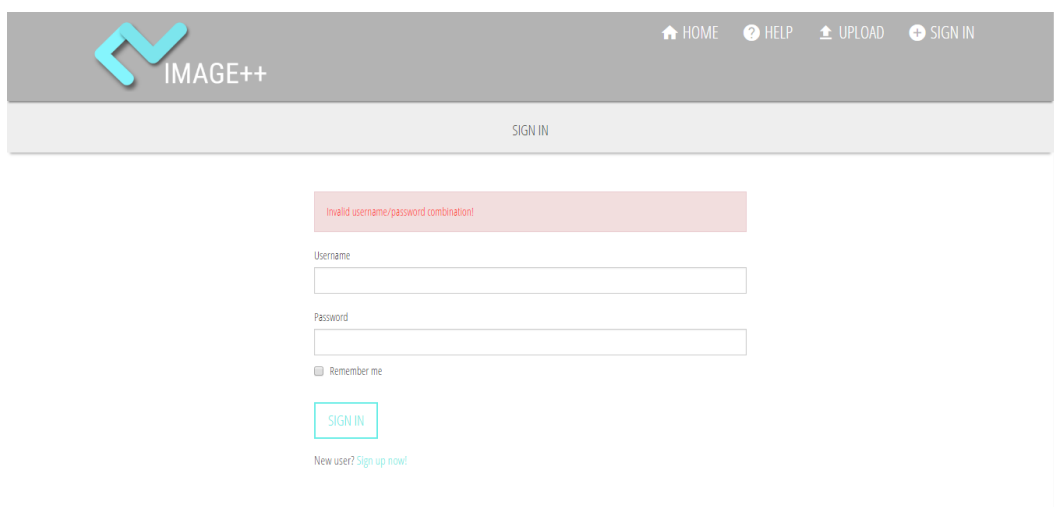 IMAGE++
HOME
HELP
UPLOAD
SIGN IN
SIGN IN
Invalid username/password combination!
Username
Password
Remember me
SIGN IN
New user? Sign up now!